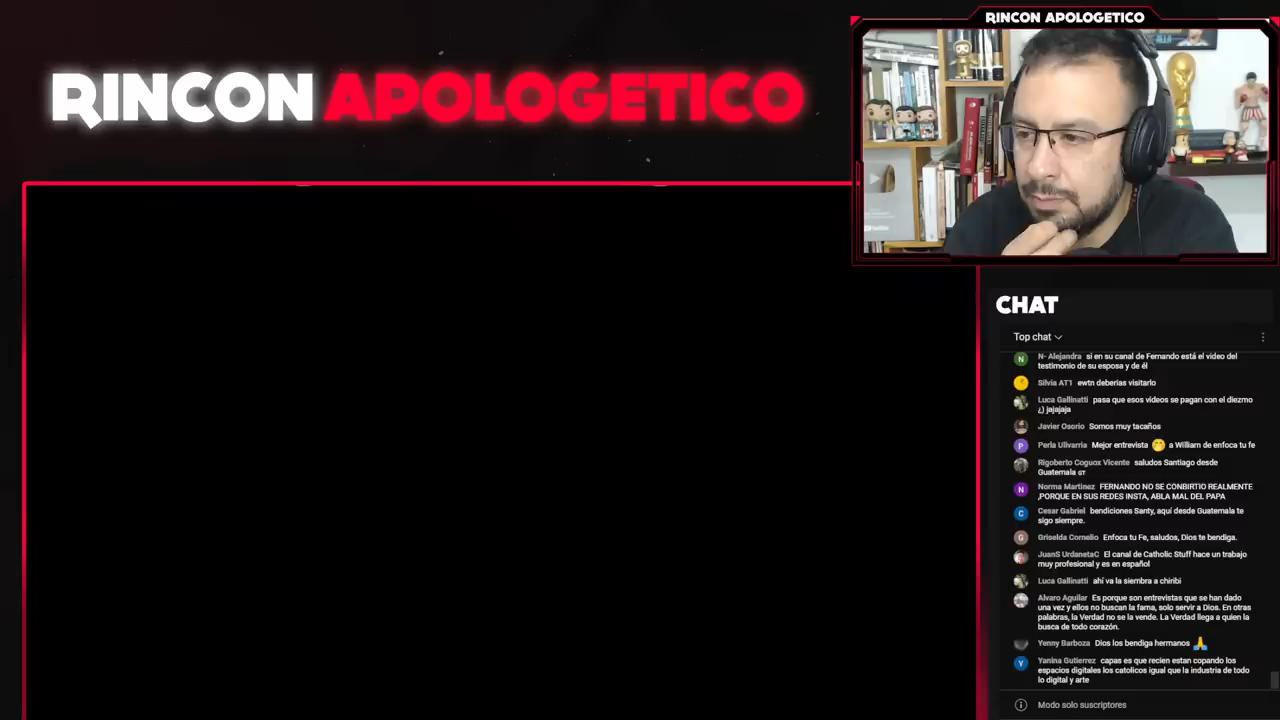 RINCON APOLOGETICO
RINCON APOLOGETICO
CHAT
Top chat
N- Alejandra si en su canal de Fernando está el video del
testimonio de su esposa y de él
Silvia AT1 ewtn deberias visitarlo
Luca Gallinatti pasa que esos videos se pagan con el diezmo
¿) jajajaja
Javier Osorio Somos muy tacaños
Perla Ulivarria Mejor entrevista 🤭 a William de enfoca tu fe
Rigoberto Coguox Vicente saludos Santiago desde
Guatemala GT
Norma Martinez FERNANDO NO SE CONBIRTIO REALMENTE
,PORQUE EN SUS REDES INSTA, ABLA MAL DEL PAPA
Cesar Gabriel bendiciones Santy, aquí desde Guatemala te
sigo siempre.
Griselda Cornelio Enfoca tu Fe, saludos, Dios te bendiga.
JuanS UrdanetaC El canal de Catholic Stuff hace un trabajo
muy profesional y es en español
Luca Gallinatti ahí va la siembra a chiribi
Alvaro Aguilar Es porque son entrevistas que se han dado
una vez y ellos no buscan la fama, solo servir a Dios. En otras
palabras, la Verdad no se la vende. La Verdad llega a quien la
busca de todo corazón.
Yenny Barboza Dios los bendiga hermanos 🙏
Yanina Gutierrez capas es que recien estan copando los
espacios digitales los catolicos igual que la industria de todo
lo digital y arte
Modo solo suscriptores